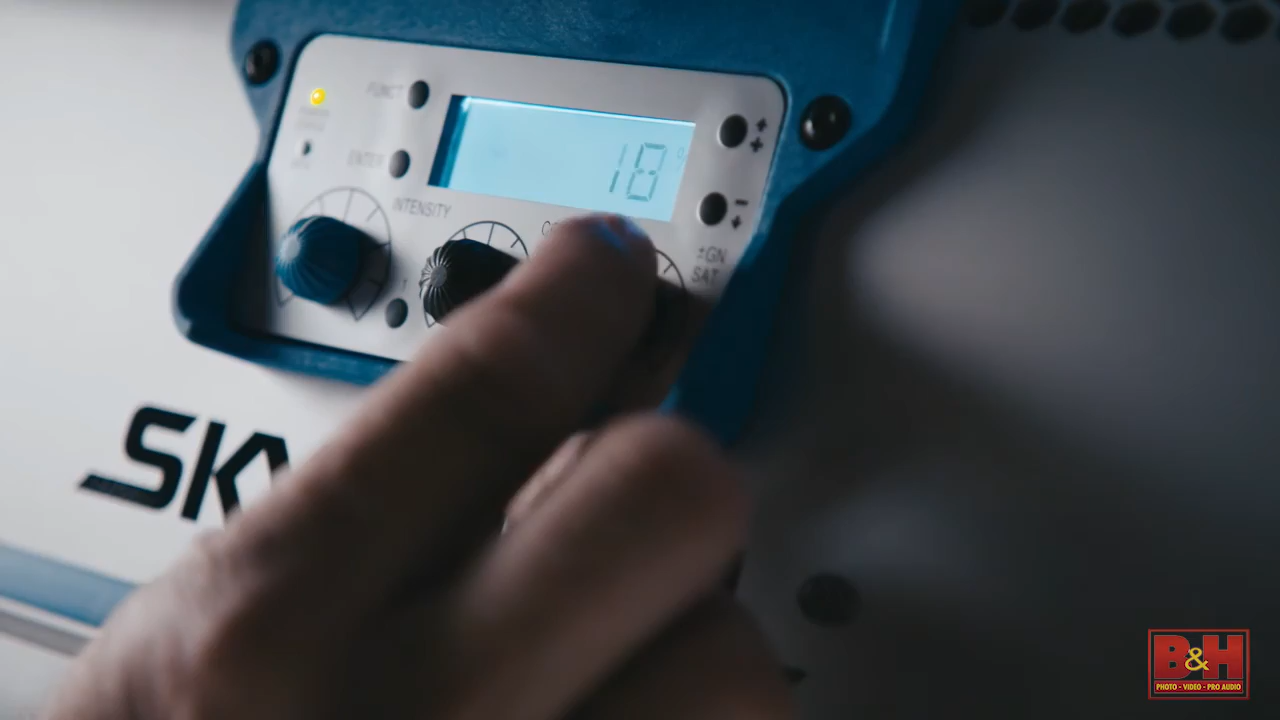 FUNCT
ENTER
18
INTENSITY
±GN
SAT
SK
B&H
PHOTO - VIDEO - PRO AUDIO